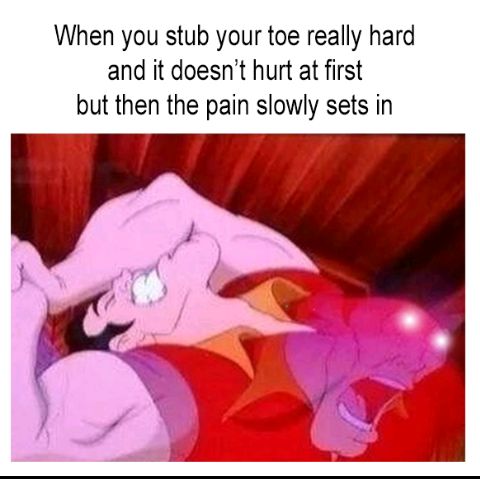 When you stub your toe really hard
and it doesn't hurt at first
but then the pain slowly sets in